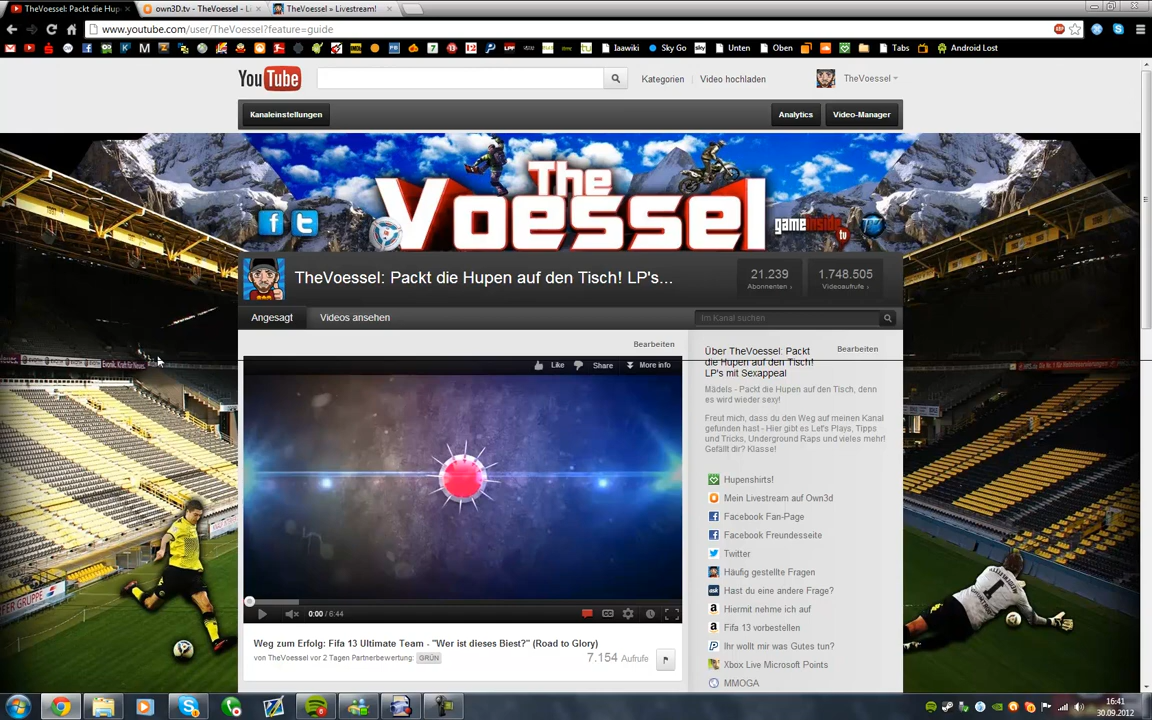 TheVoessel: Packt die Hup
own3D.tv - TheVoessel - L
TheVoessel » Livestream!
www.youtube.com/user/TheVoessel?feature=guide
laawiki
Sky Go
sky
Unten
Oben
Tabs
Android Lost
YouTube
Kategorien
Video hochladen
TheVoessel
Kanaleinstellungen
Analytics
Video-Manager
The
Voessel
gameinside
tv
TheVoessel: Packt die Hupen auf den Tisch! LP's...
21.239
Abonnenten
1.748.505
Videoaufrufe
Angesagt
Videos ansehen
Im Kanal suchen
Bearbeiten
Like
Share
More info
0:00 / 6:44
Weg zum Erfolg: Fifa 13 Ultimate Team - "Wer ist dieses Biest?" (Road to Glory)
von TheVoessel vor 2 Tagen Partnerbewertung: GRÜN
7.154 Aufrufe
Über TheVoessel: Packt
die Hupen auf den Tisch!
LP's mit Sexappeal
Bearbeiten
Mädels - Packt die Hupen auf den Tisch, denn
es wird wieder sexy!
Freut mich, dass du den Weg auf meinen Kanal
gefunden hast - Hier gibt es Let's Plays, Tipps
und Tricks, Underground Raps und vieles mehr!
Gefällt dir? Klasse!
Hupenshirts!
Mein Livestream auf Own3d
Facebook Fan-Page
Facebook Freundesseite
Twitter
Häufig gestellte Fragen
ask
Hast du eine andere Frage?
Hiermit nehme ich auf
Fifa 13 vorbestellen
Ihr wollt mir was Gutes tun?
Xbox Live Microsoft Points
MMOGA
1
16:41
30.09.2012